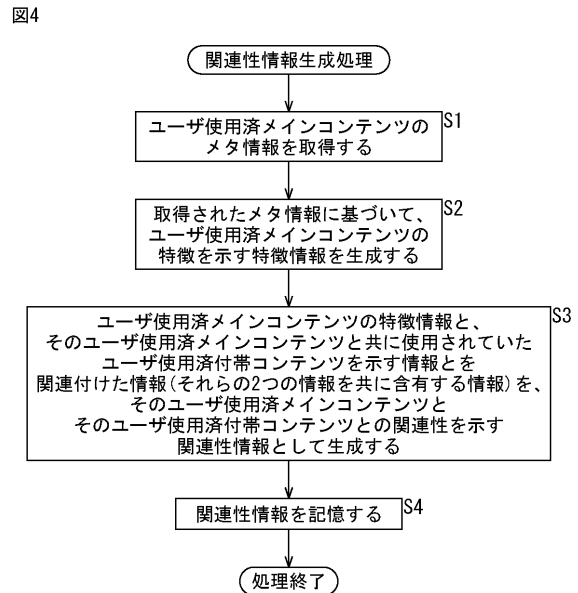 図4
関連性情報生成処理
S1
ユーザ使用済メインコンテンツの
メタ情報を取得する
S2
取得されたメタ情報に基づいて、
ユーザ使用済メインコンテンツの
特徴を示す特徴情報を生成する
S3
ユーザ使用済メインコンテンツの特徴情報と、
そのユーザ使用済メインコンテンツと共に使用されていた
ユーザ使用済付帯コンテンツを示す情報とを
関連付けた情報(それらの2つの情報を共に含有する情報)を、
そのユーザ使用済メインコンテンツと
そのユーザ使用済付帯コンテンツとの関連性を示す
関連性情報として生成する
S4
関連性情報を記憶する
処理終了